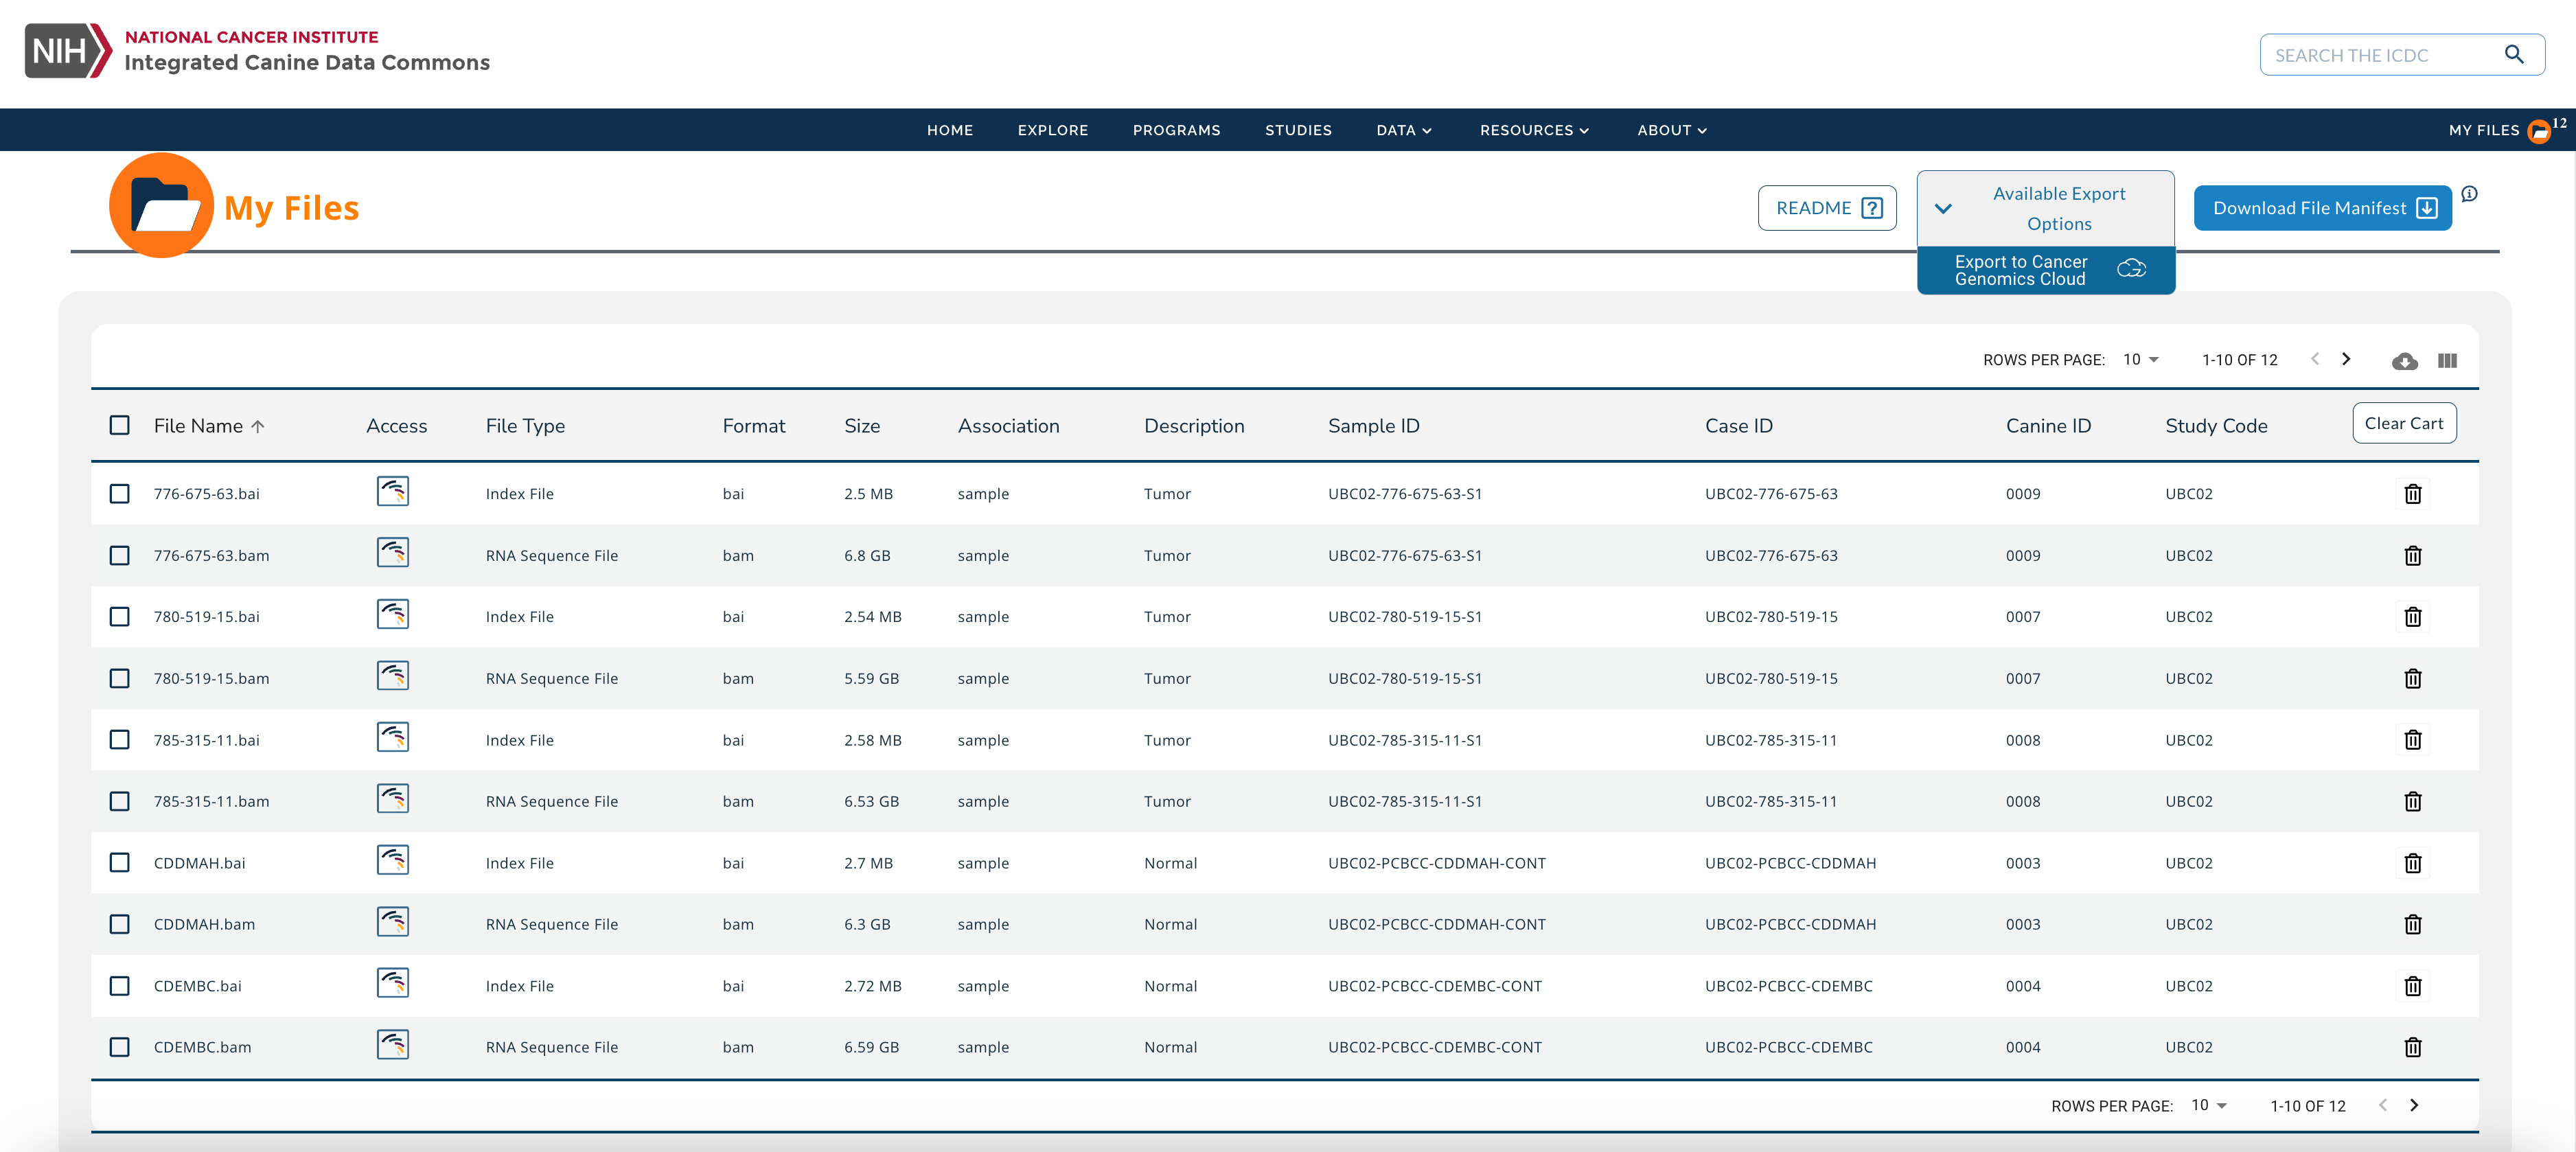 NIH NATIONAL CANCER INSTITUTE
Integrated Canine Data Commons
SEARCH THE ICDC
HOME EXPLORE PROGRAMS STUDIES DATA RESOURCES ABOUT MY FILES 12
My Files
README ?
Available Export
Options
Export to Cancer
Genomics Cloud
Download File Manifest
ROWS PER PAGE: 10 1-10 OF 12
File Name Access File Type Format Size Association Description Sample ID Case ID Canine ID Study Code Clear Cart
776-675-63.bai Index File bai 2.5 MB sample Tumor UBC02-776-675-63-S1 UBC02-776-675-63 0009 UBC02
776-675-63.bam RNA Sequence File bam 6.8 GB sample Tumor UBC02-776-675-63-S1 UBC02-776-675-63 0009 UBC02
780-519-15.bai Index File bai 2.54 MB sample Tumor UBC02-780-519-15-S1 UBC02-780-519-15 0007 UBC02
780-519-15.bam RNA Sequence File bam 5.59 GB sample Tumor UBC02-780-519-15-S1 UBC02-780-519-15 0007 UBC02
785-315-11.bai Index File bai 2.58 MB sample Tumor UBC02-785-315-11-S1 UBC02-785-315-11 0008 UBC02
785-315-11.bam RNA Sequence File bam 6.53 GB sample Tumor UBC02-785-315-11-S1 UBC02-785-315-11 0008 UBC02
CDDMAH.bai Index File bai 2.7 MB sample Normal UBC02-PCBCC-CDDMAH-CONT UBC02-PCBCC-CDDMAH 0003 UBC02
CDDMAH.bam RNA Sequence File bam 6.3 GB sample Normal UBC02-PCBCC-CDDMAH-CONT UBC02-PCBCC-CDDMAH 0003 UBC02
CDEMBC.bai Index File bai 2.72 MB sample Normal UBC02-PCBCC-CDEMBC-CONT UBC02-PCBCC-CDEMBC 0004 UBC02
CDEMBC.bam RNA Sequence File bam 6.59 GB sample Normal UBC02-PCBCC-CDEMBC-CONT UBC02-PCBCC-CDEMBC 0004 UBC02
ROWS PER PAGE: 10 1-10 OF 12